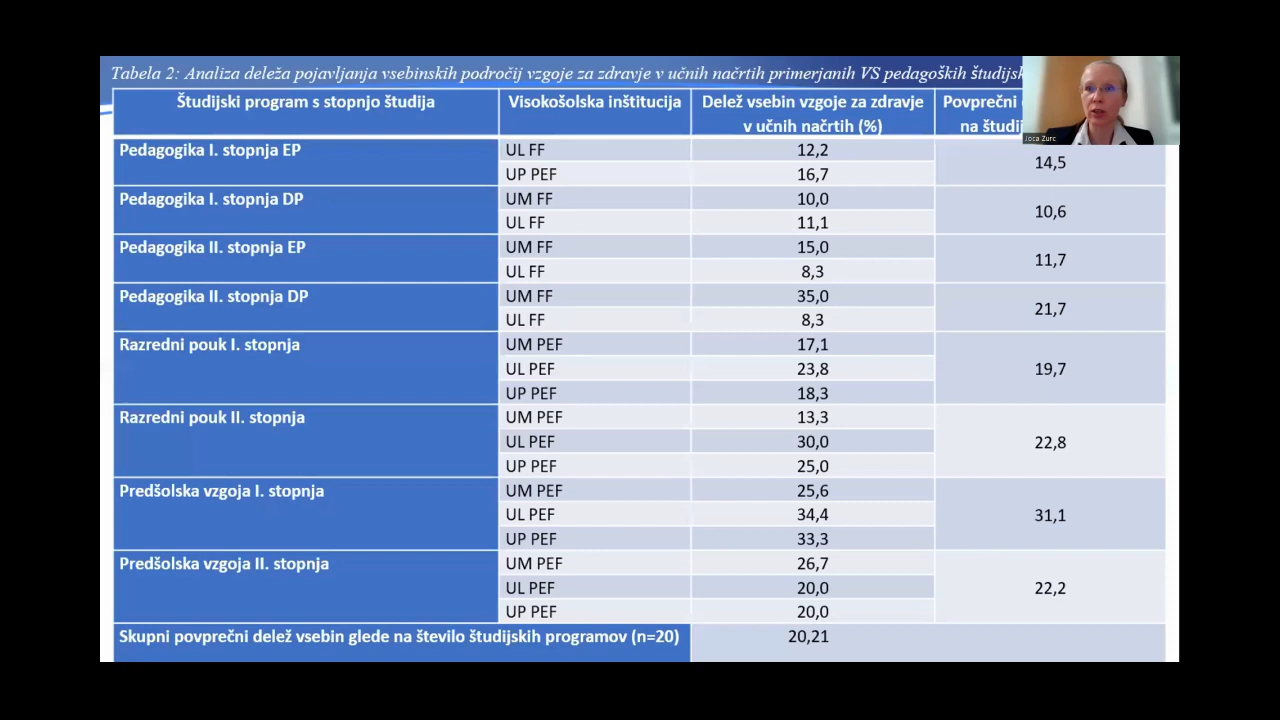 Tabela 2: Analiza deleža pojavljanja vsebinskih področij vzgoje za zdravje v učnih načrtih primerjanih VS pedagoških študijsk
Študijski program s stopnjo študija Visokošolska inštitucija Delež vsebin vzgoje za zdravje v učnih načrtih (%) Povprečni na študij
Joca Zurc
Pedagogika I. stopnja EP UL FF 12,2 14,5
UP PEF 16,7
Pedagogika I. stopnja DP UM FF 10,0 10,6
UL FF 11,1
Pedagogika II. stopnja EP UM FF 15,0 11,7
UL FF 8,3
Pedagogika II. stopnja DP UM FF 35,0 21,7
UL FF 8,3
Razredni pouk I. stopnja UM PEF 17,1 19,7
UL PEF 23,8
UP PEF 18,3
Razredni pouk II. stopnja UM PEF 13,3 22,8
UL PEF 30,0
UP PEF 25,0
Predšolska vzgoja I. stopnja UM PEF 25,6 31,1
UL PEF 34,4
UP PEF 33,3
Predšolska vzgoja II. stopnja UM PEF 26,7 22,2
UL PEF 20,0
UP PEF 20,0
Skupni povprečni delež vsebin glede na število študijskih programov (n=20) 20,21